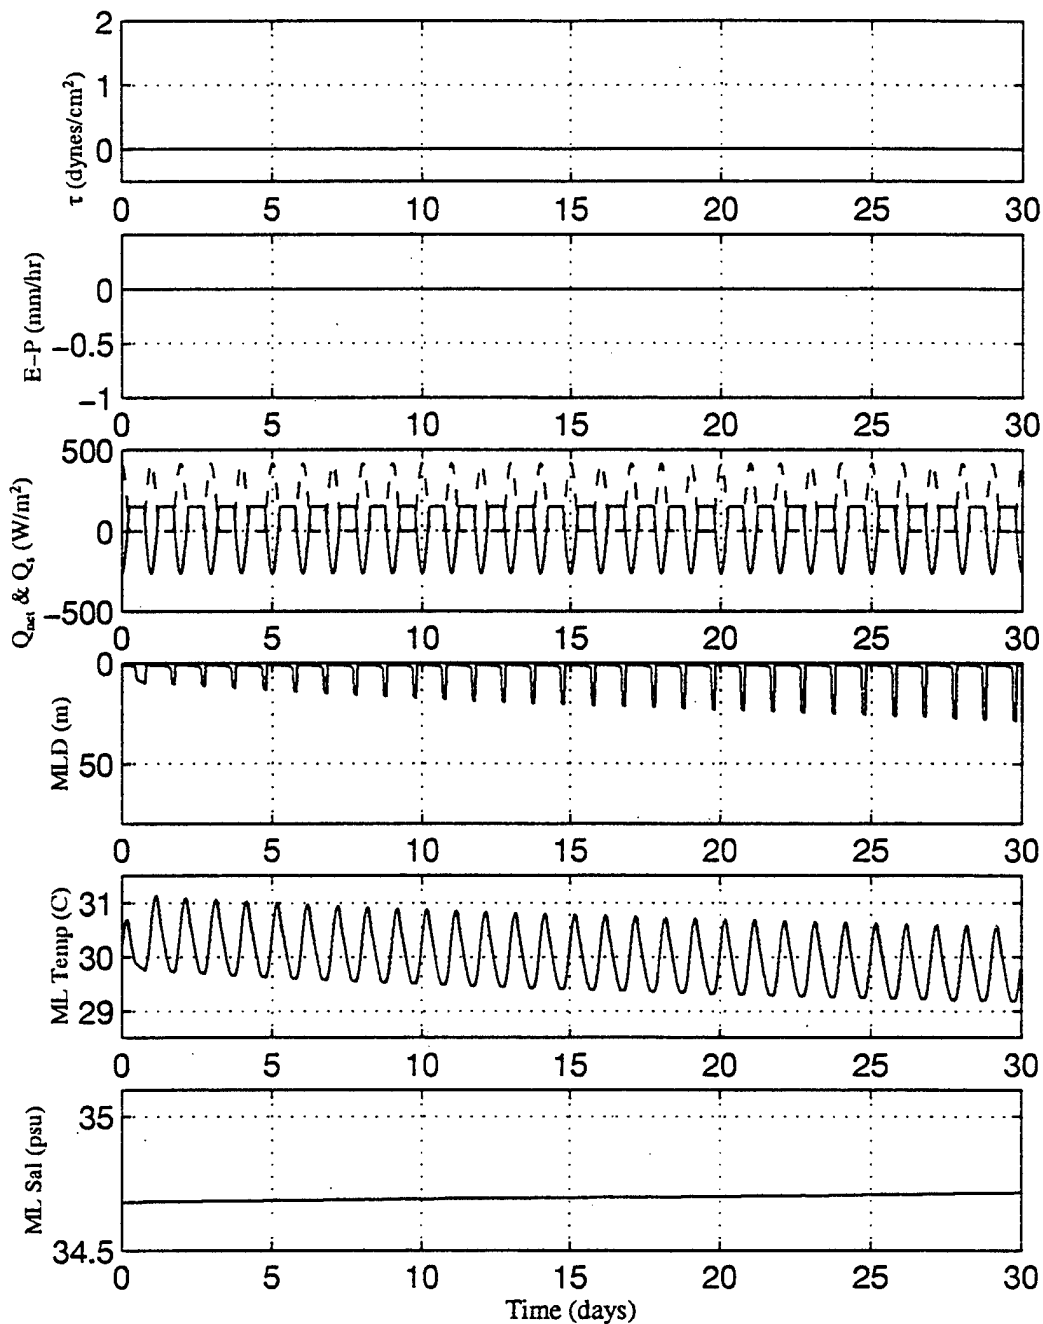 2
1
0
τ (dynes/cm²)
0 5 10 15 20 25 30
0
−0.5
−1
E−P (mm/hr)
0 5 10 15 20 25 30
500
0
−500
Qnet & Qs (W/m²)
0 5 10 15 20 25 30
0
50
MLD (m)
0 5 10 15 20 25 30
31
30
29
ML Temp (C)
0 5 10 15 20 25 30
35
34.5
ML Sal (psu)
0 5 10 15 20 25 30
Time (days)